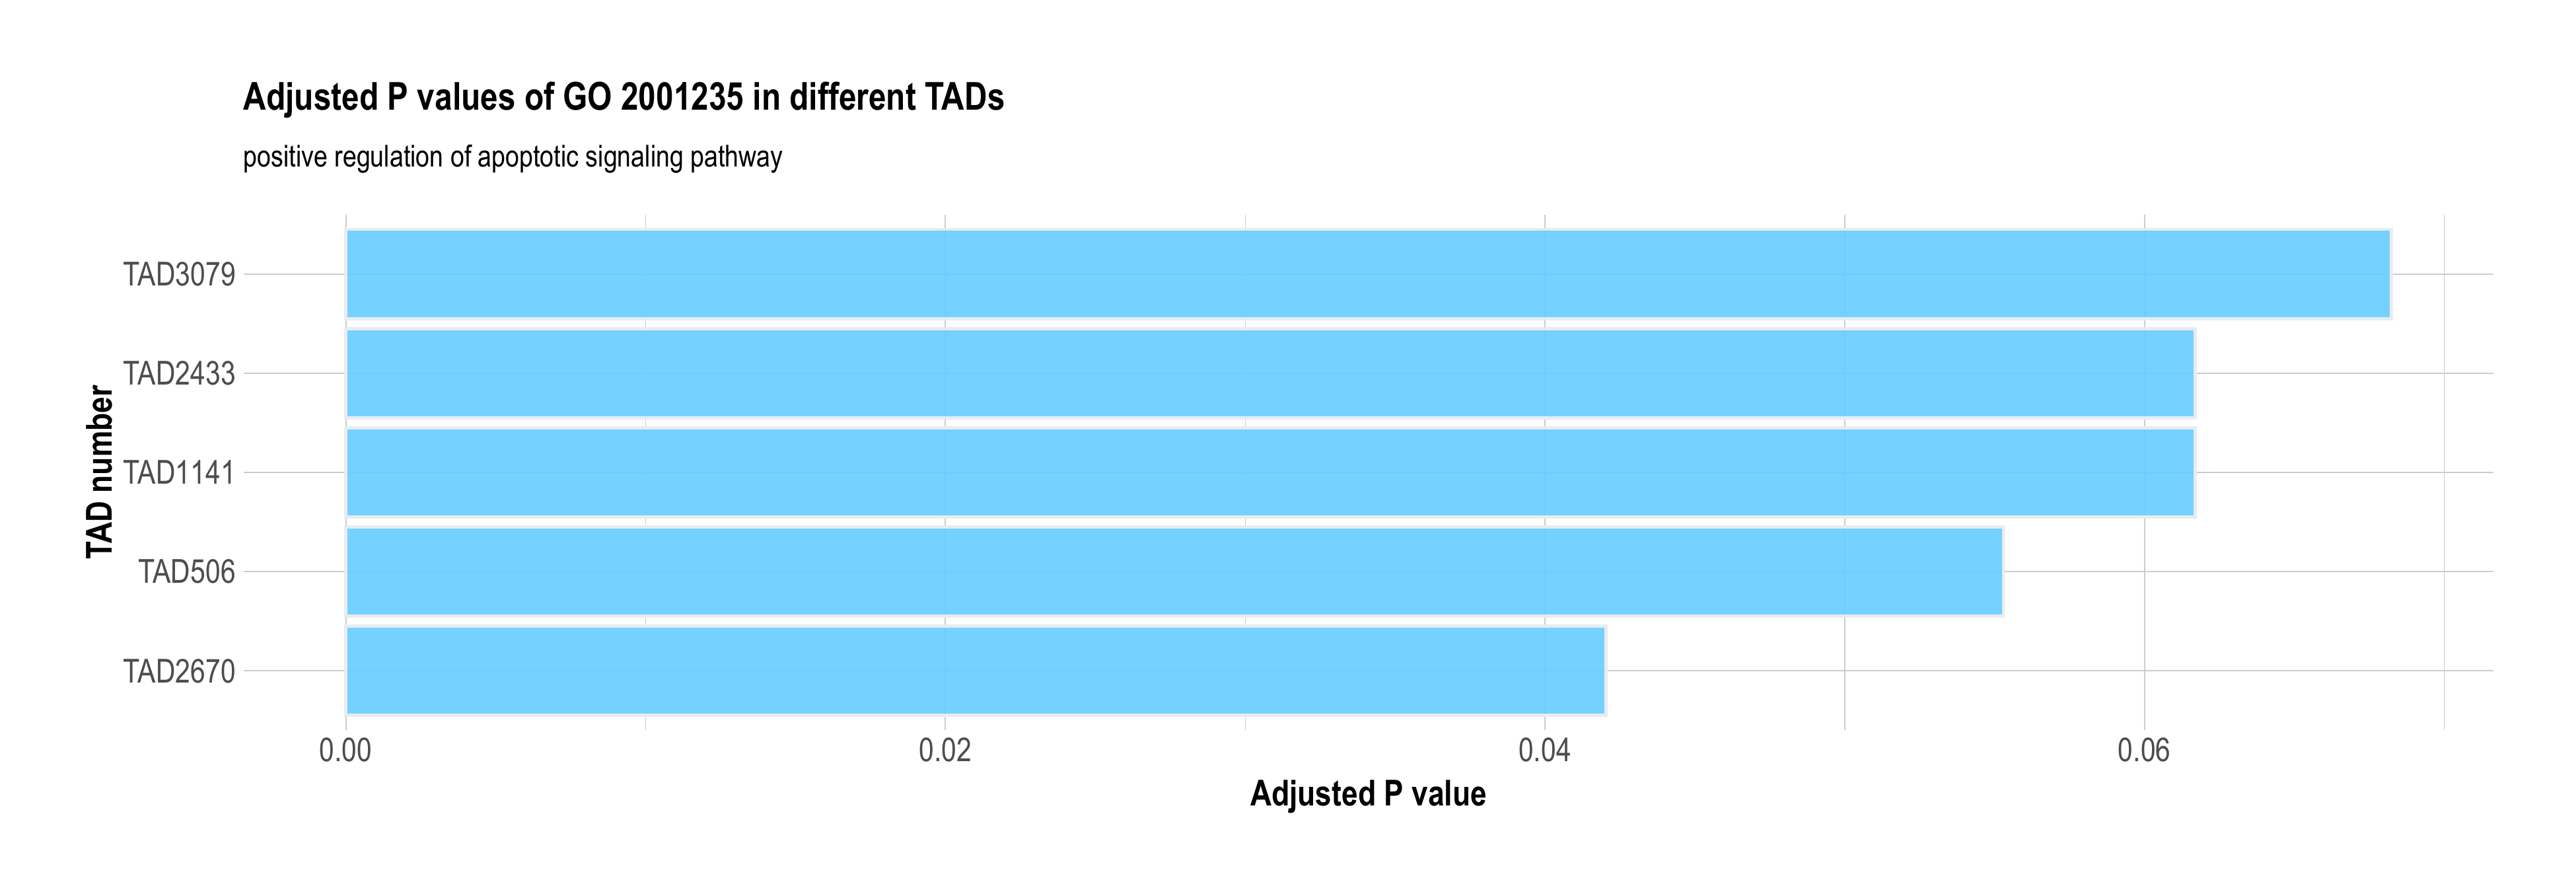 Adjusted P values of GO 2001235 in different TADs
positive regulation of apoptotic signaling pathway
TAD number
TAD3079
TAD2433
TAD1141
TAD506
TAD2670
0.00 0.02 0.04 0.06
Adjusted P value